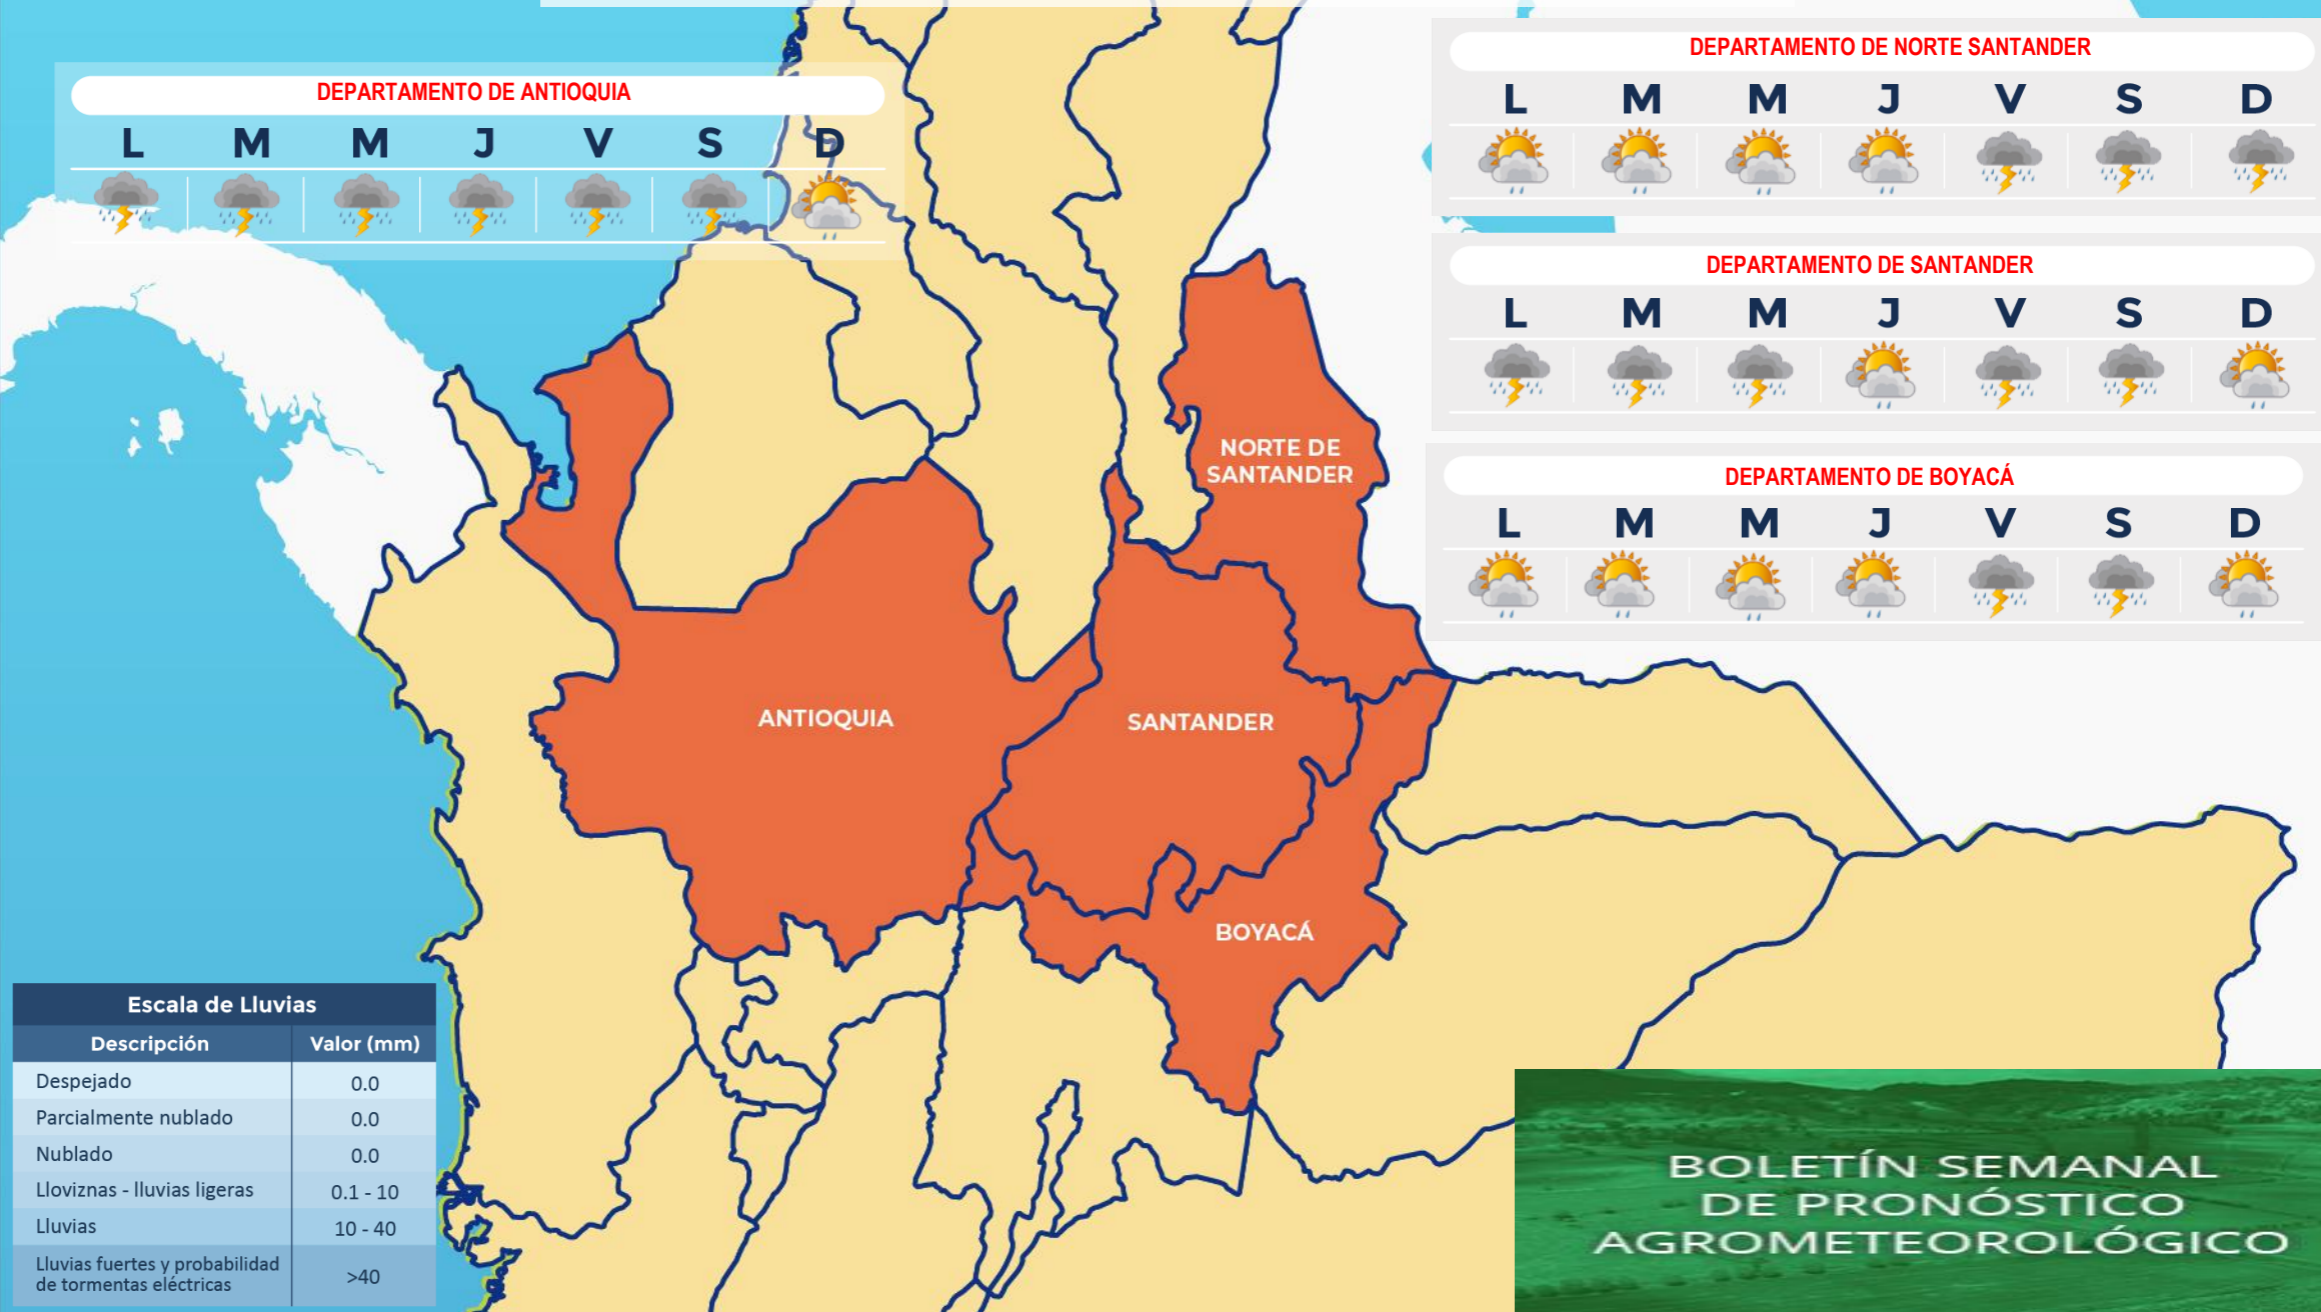 DEPARTAMENTO DE ANTIOQUIA
L M M J V S D
DEPARTAMENTO DE NORTE SANTANDER
L M M J V S D
DEPARTAMENTO DE SANTANDER
L M M J V S D
DEPARTAMENTO DE BOYACÁ
L M M J V S D
NORTE DE
SANTANDER
ANTIOQUIA
SANTANDER
BOYACÁ
Escala de Lluvias
Descripción Valor (mm)
Despejado 0.0
Parcialmente nublado 0.0
Nublado 0.0
Lloviznas - lluvias ligeras 0.1 - 10
Lluvias 10 - 40
Lluvias fuertes y probabilidad
de tormentas eléctricas >40
BOLETÍN SEMANAL
DE PRONÓSTICO
AGROMETEOROLÓGICO